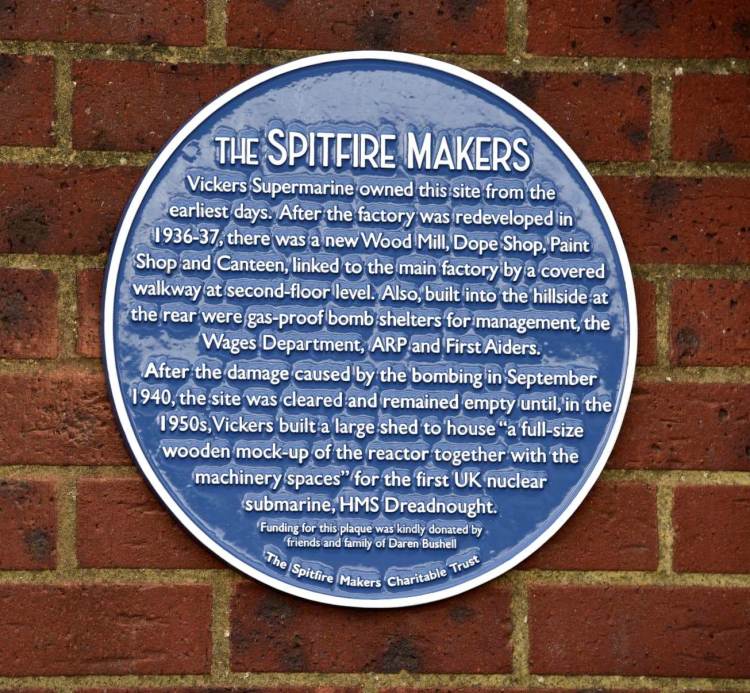 THE SPITFIRE MAKERS
Vickers Supermarine owned this site from the
earliest days. After the factory was redeveloped in
1936-37, there was a new Wood Mill, Dope Shop, Paint
Shop and Canteen, linked to the main factory by a covered
walkway at second-floor level. Also, built into the hillside at
the rear were gas-proof bomb shelters for management, the
Wages Department, ARP and First Aiders.
After the damage caused by the bombing in September
1940, the site was cleared and remained empty until, in the
1950s, Vickers built a large shed to house “a full-size
wooden mock-up of the reactor together with the
machinery spaces” for the first UK nuclear
submarine, HMS Dreadnought.
Funding for this plaque was kindly donated by
friends and family of Daren Bushell
The Spitfire Makers Charitable Trust